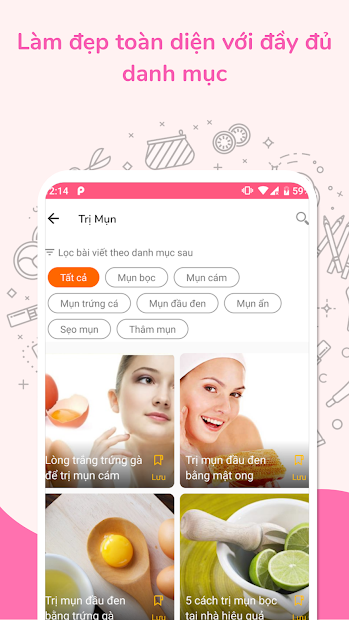 Làm đẹp toàn diện với đầy đủ
danh mục
2:14
59%
Trị Mụn
Lọc bài viết theo danh mục sau
Tất cả
Mụn bọc
Mụn cám
Mụn trứng cá
Mụn đầu đen
Mụn ẩn
Sẹo mụn
Thâm mụn
Lòng trắng trứng gà
để trị mụn cám
Lưu
Trị mụn đầu đen
bằng mật ong
Lưu
Trị mụn đầu đen
bằng trứng gà
Lưu
5 cách trị mụn bọc
tại nhà hiệu quả
Lưu